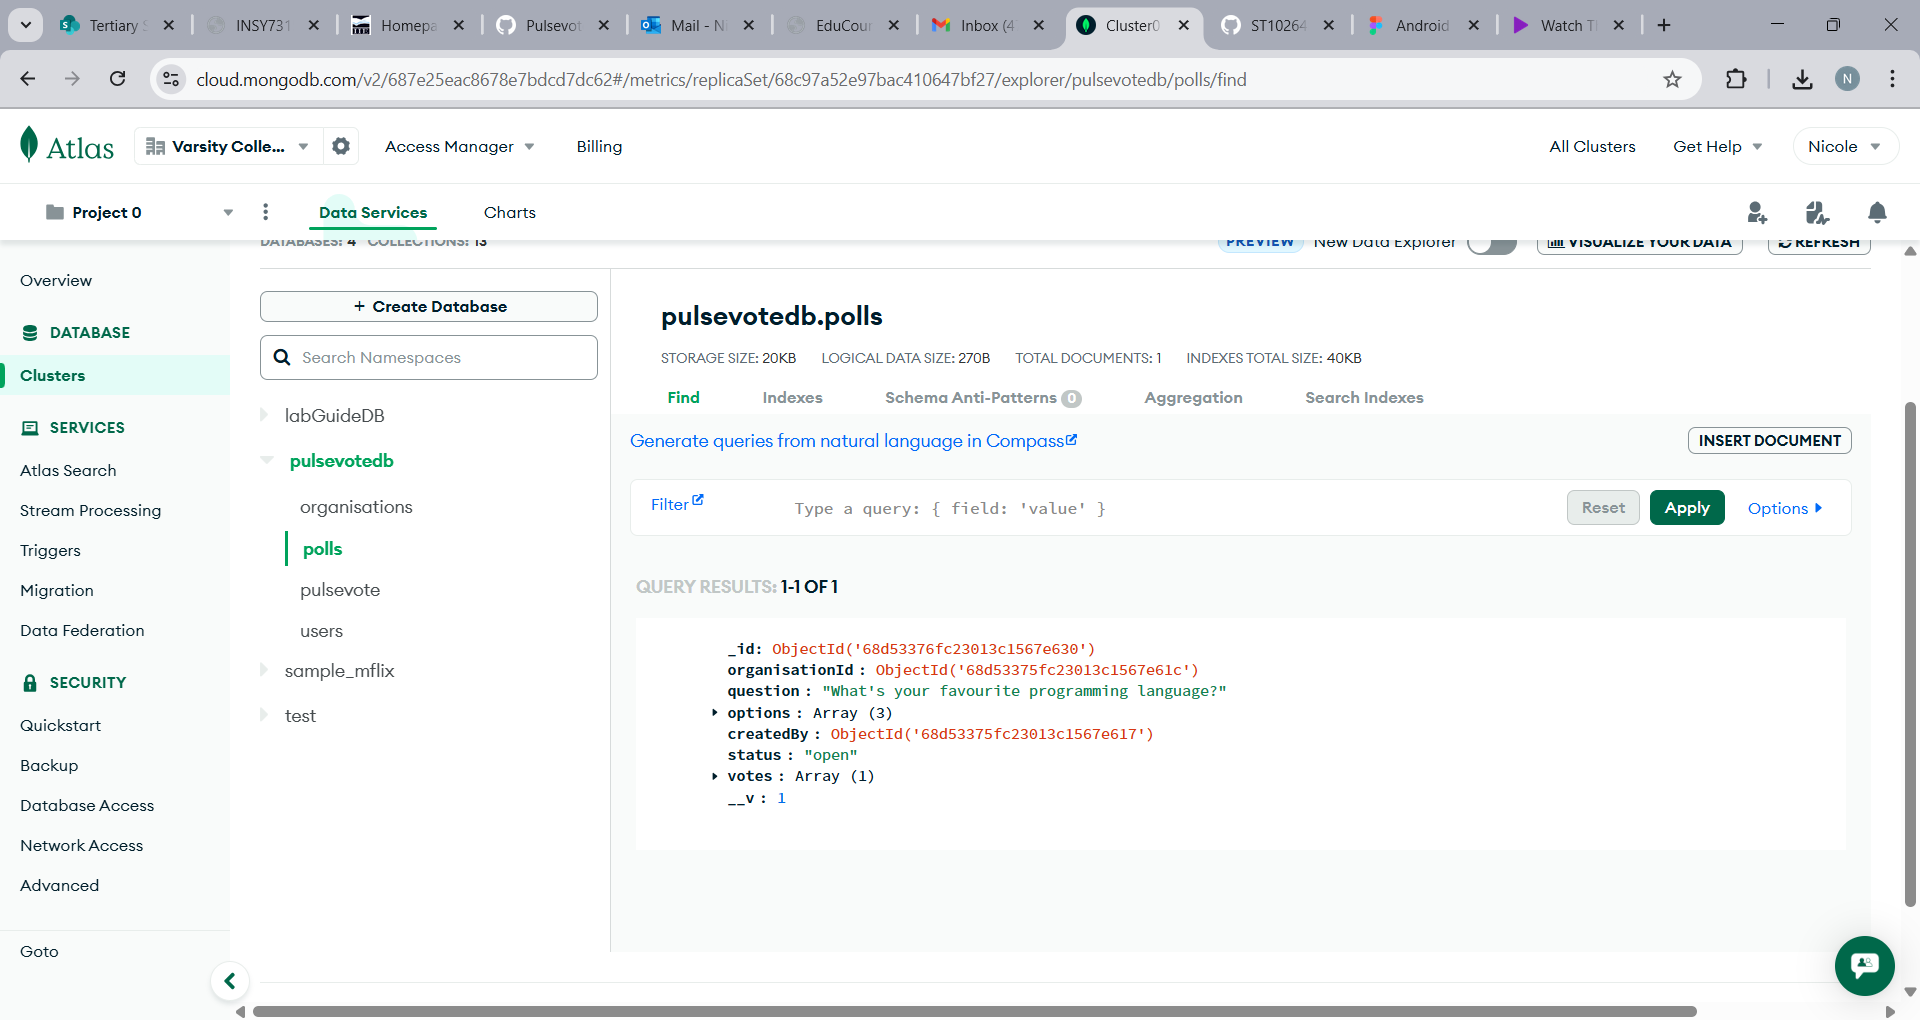 Tertiary S
INSY731
Homepa
Pulsevot
Mail - Ni
EduCour
Inbox (4
Cluster0
ST10264
Android
Watch Th
cloud.mongodb.com/v2/687e25eac8678e7bdcd7dc62#/metrics/replicaSet/68c97a52e97bac410647bf27/explorer/pulsevotedb/polls/find
N
Atlas
Varsity Colle...
Access Manager
Billing
All Clusters
Get Help
Nicole
Project 0
Data Services
Charts
DATABASES: 4 COLLECTIONS: 13
PREVIEW New Data Explorer
VISUALIZE YOUR DATA
REFRESH
Overview
DATABASE
Clusters
SERVICES
Atlas Search
Stream Processing
Triggers
Migration
Data Federation
SECURITY
Quickstart
Backup
Database Access
Network Access
Advanced
Goto
+ Create Database
Search Namespaces
labGuideDB
pulsevotedb
organisations
polls
pulsevote
users
sample_mflix
test
pulsevotedb.polls
STORAGE SIZE: 20KB LOGICAL DATA SIZE: 270B TOTAL DOCUMENTS: 1 INDEXES TOTAL SIZE: 40KB
Find Indexes Schema Anti-Patterns 0 Aggregation Search Indexes
Generate queries from natural language in Compass
INSERT DOCUMENT
Filter
Type a query: { field: 'value' }
Reset
Apply
Options
QUERY RESULTS: 1-1 OF 1
_id: ObjectId('68d53376fc23013c1567e630')
organisationId : ObjectId('68d53375fc23013c1567e61c')
question : "What's your favourite programming language?"
options : Array (3)
createdBy : ObjectId('68d53375fc23013c1567e617')
status : "open"
votes : Array (1)
__v : 1